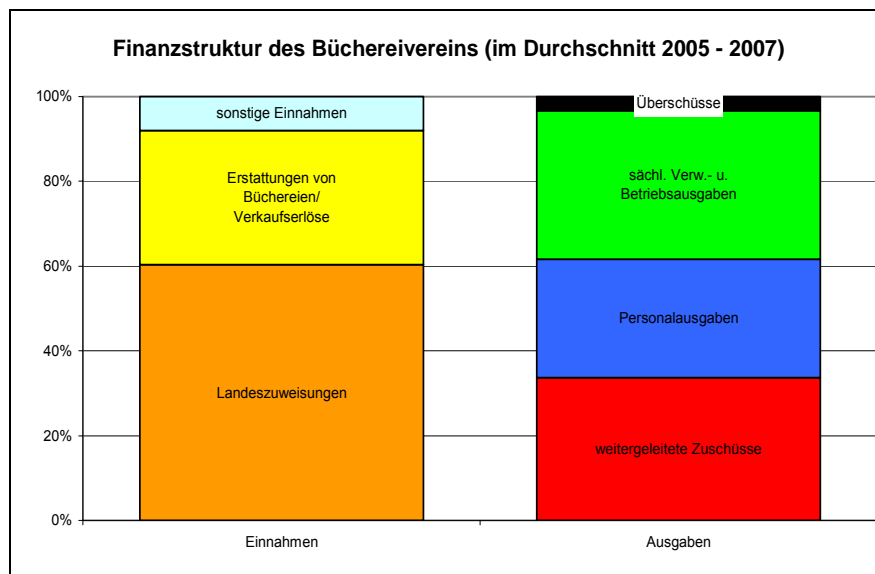 Finanzstruktur des Büchereivereins (im Durchschnitt 2005 - 2007)
100%
80%
60%
40%
20%
0%
sonstige Einnahmen
Erstattungen von
Büchereien/
Verkaufserlöse
Landeszuweisungen
Überschüsse
sächl. Verw.- u.
Betriebsausgaben
Personalausgaben
weitergeleitete Zuschüsse
Einnahmen
Ausgaben